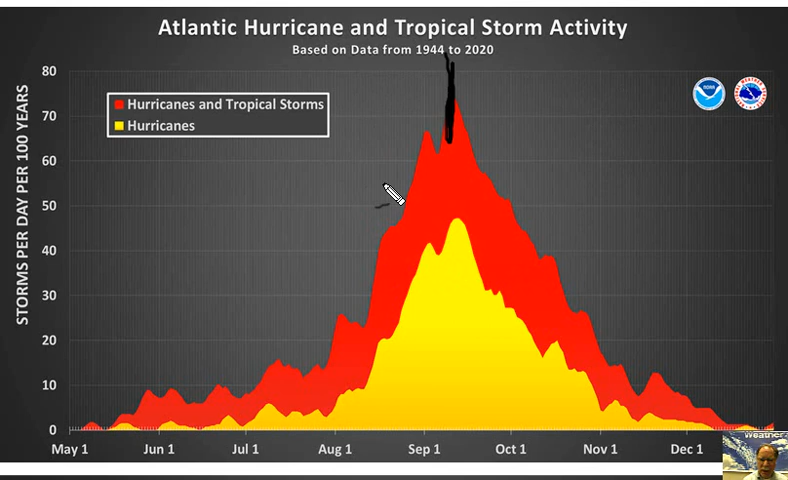 Atlantic Hurricane and Tropical Storm Activity
Based on Data from 1944 to 2020
80
Hurricanes and Tropical Storms
Hurricanes
70
60
50
40
30
20
10
0
STORMS PER DAY PER 100 YEARS
May 1 Jun 1 Jul 1 Aug 1 Sep 1 Oct 1 Nov 1 Dec 1
NOAA
Weather